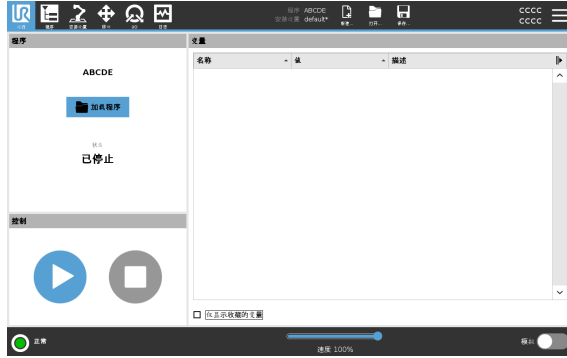 UR
运行 程序 安装设置 移动 I/O 日志
程序 ABCDE
安装设置 default*
新建... 打开... 保存...
CCCC
CCCC
程序
ABCDE
加载程序
状态
已停止
控制
变量
名称 值 描述
仅显示收藏的变量
正常
速度 100%
模拟